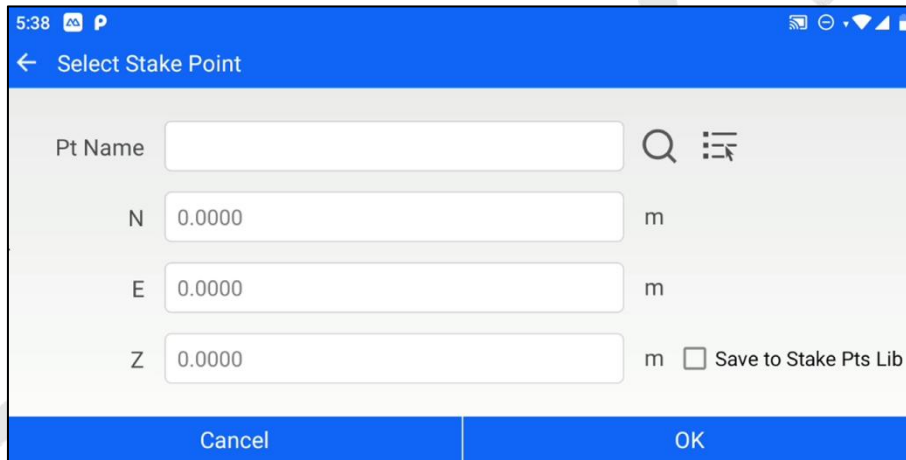 5:38
Select Stake Point
Pt Name
N 0.0000 m
E 0.0000 m
Z 0.0000 m Save to Stake Pts Lib
Cancel OK